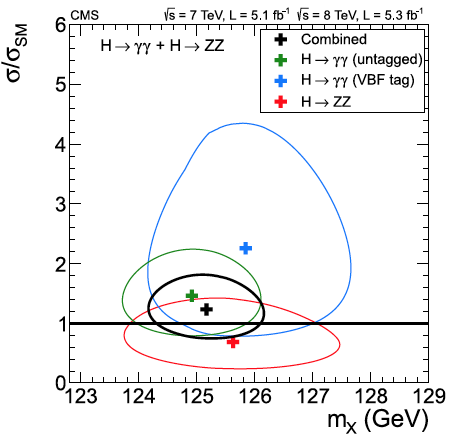 CMS √s = 7 TeV, L = 5.1 fb⁻¹ √s = 8 TeV, L = 5.3 fb⁻¹
H → γγ + H → ZZ
Combined
H → γγ (untagged)
H → γγ (VBF tag)
H → ZZ
σ/σSM
6
5
4
3
2
1
0
123 124 125 126 127 128 129
mX (GeV)